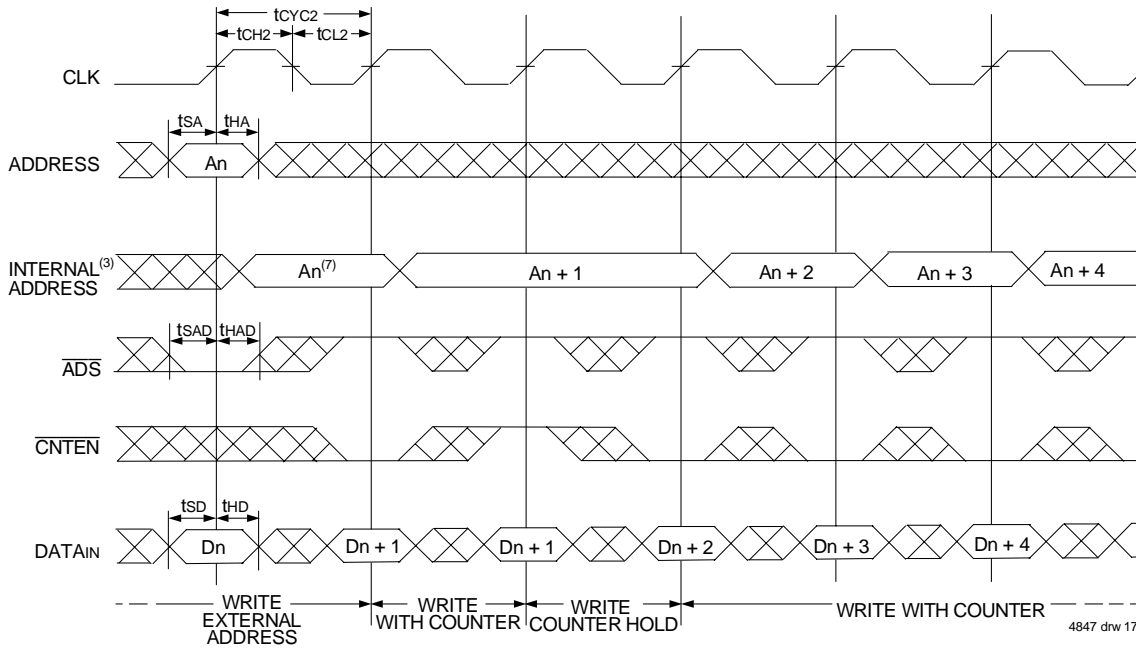 tCYC2
tCH2 tCL2
CLK
tSA tHA
ADDRESS An
INTERNAL(3) ADDRESS An(7) An + 1 An + 2 An + 3 An + 4
tSAD tHAD
ADS
CNTEN
tSD tHD
DATAIN Dn Dn + 1 Dn + 1 Dn + 2 Dn + 3 Dn + 4
WRITE EXTERNAL ADDRESS
WRITE WITH COUNTER
WRITE COUNTER HOLD
WRITE WITH COUNTER
4847 drw 17